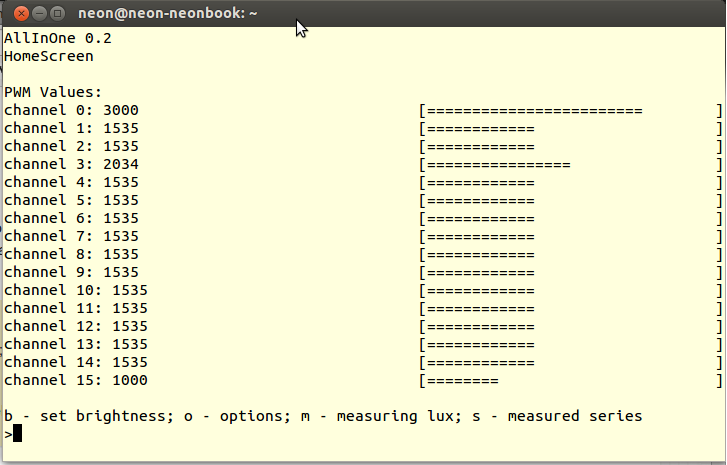 neon@neon-neonbook: ~
AllInOne 0.2
HomeScreen
PWM Values:
channel 0: 3000                               [========================        ]
channel 1: 1535                               [============                    ]
channel 2: 1535                               [============                    ]
channel 3: 2034                               [================                ]
channel 4: 1535                               [============                    ]
channel 5: 1535                               [============                    ]
channel 6: 1535                               [============                    ]
channel 7: 1535                               [============                    ]
channel 8: 1535                               [============                    ]
channel 9: 1535                               [============                    ]
channel 10: 1535                              [============                    ]
channel 11: 1535                              [============                    ]
channel 12: 1535                              [============                    ]
channel 13: 1535                              [============                    ]
channel 14: 1535                              [============                    ]
channel 15: 1000                              [========                        ]
b - set brightness; o - options; m - measuring lux; s - measured series
>